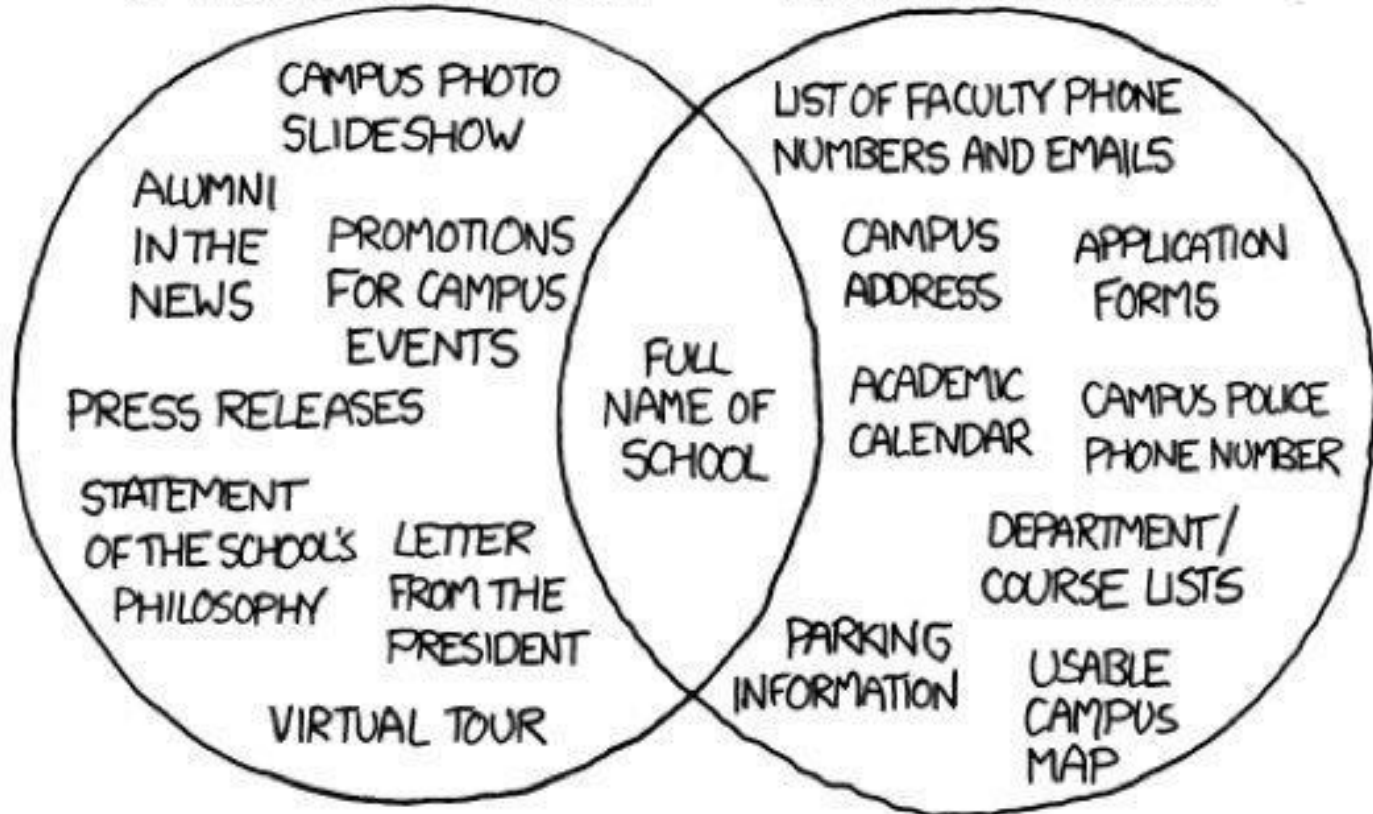 CAMPUS PHOTO
SLIDESHOW
ALUMNI
IN THE
NEWS
PROMOTIONS
FOR CAMPUS
EVENTS
PRESS RELEASES
STATEMENT
OF THE SCHOOL'S
PHILOSOPHY
LETTER
FROM THE
PRESIDENT
VIRTUAL TOUR
FULL
NAME OF
SCHOOL
LIST OF FACULTY PHONE
NUMBERS AND EMAILS
CAMPUS
ADDRESS
APPLICATION
FORMS
ACADEMIC
CALENDAR
CAMPUS POLICE
PHONE NUMBER
DEPARTMENT/
COURSE LISTS
PARKING
INFORMATION
USABLE
CAMPUS
MAP